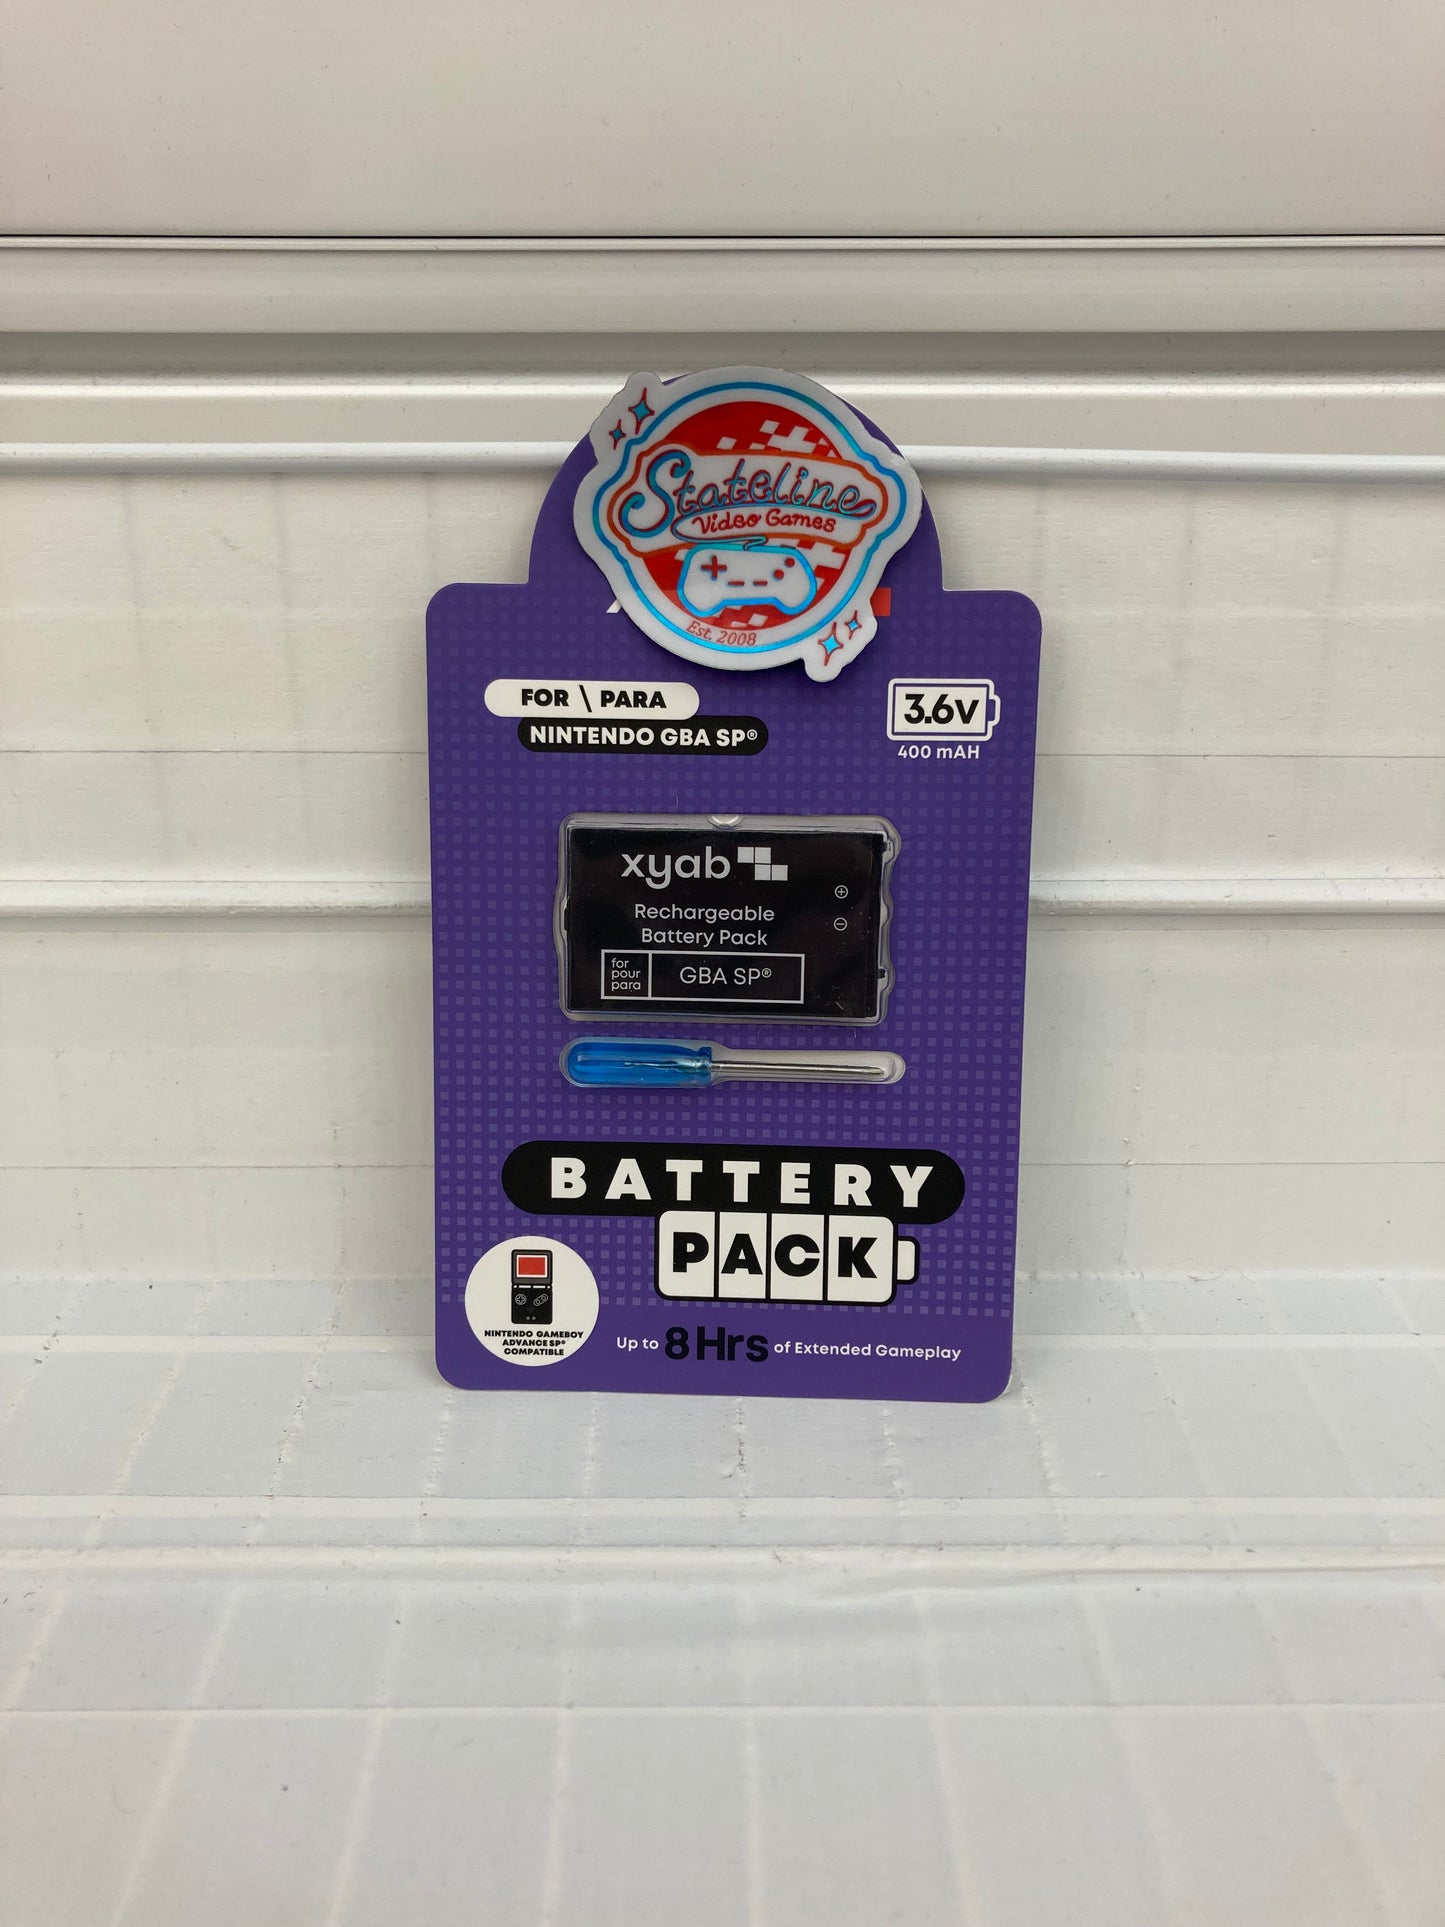 Stateline
Video Games
Est. 2008
FOR \ PARA
NINTENDO GBA SP®
3.6V
400 mAH
xyab
Rechargeable
Battery Pack
for
pour
para
GBA SP®
BATTERY
PACK
NINTENDO GAMEBOY
ADVANCE SP®
COMPATIBLE
Up to 8 Hrs of Extended Gameplay